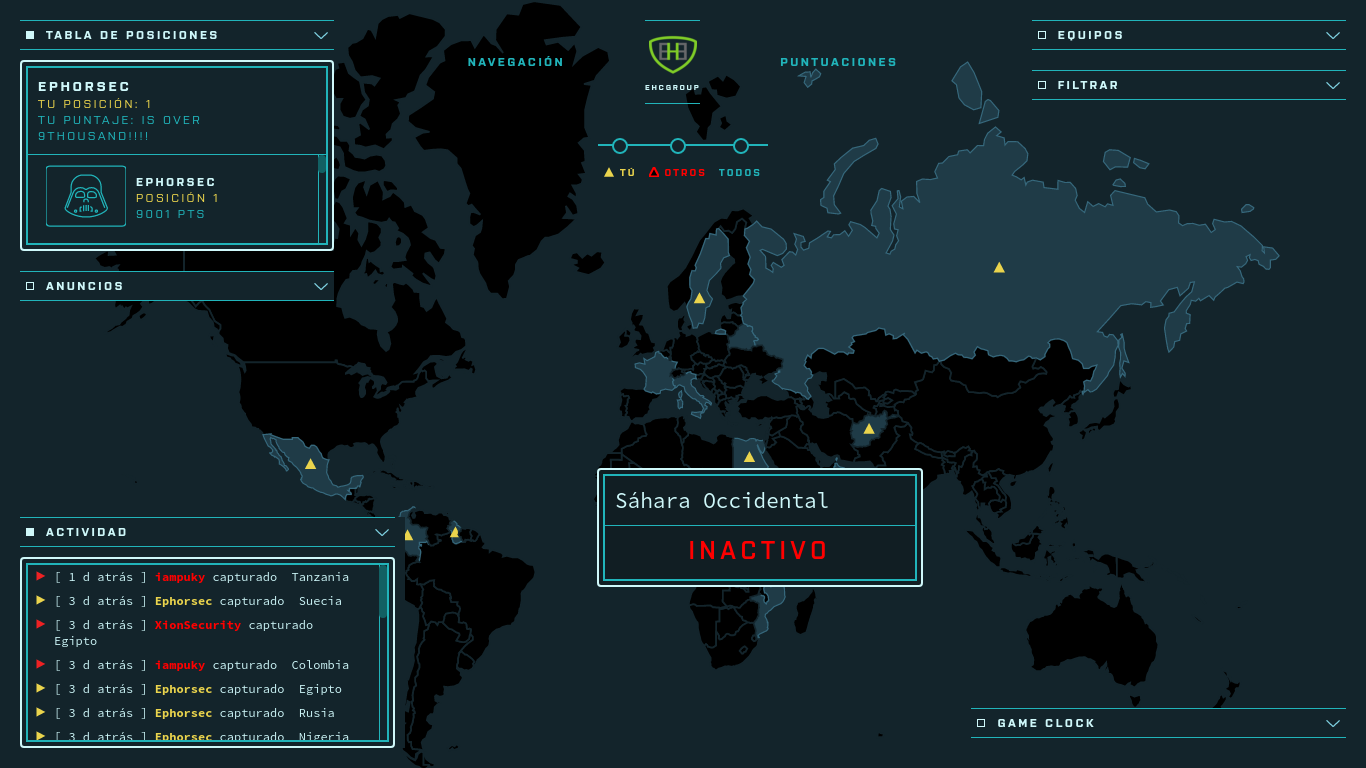 TABLA DE POSICIONES
EPHORSEC
TU POSICIÓN: 1
TU PUNTAJE: IS OVER
9THOUSAND!!!!
EPHORSEC
POSICIÓN 1
9001 PTS
ANUNCIOS
NAVEGACIÓN
EHCGROUP
PUNTUACIONES
TÚ
OTROS
TODOS
EQUIPOS
FILTRAR
Sáhara Occidental
INACTIVO
ACTIVIDAD
[ 1 d atrás ] iampuky capturado Tanzania
[ 3 d atrás ] Ephorsec capturado Suecia
[ 3 d atrás ] XionSecurity capturado
Egipto
[ 3 d atrás ] iampuky capturado Colombia
[ 3 d atrás ] Ephorsec capturado Egipto
[ 3 d atrás ] Ephorsec capturado Rusia
[ 3 d atrás ] Ephorsec capturado Nigeria
GAME CLOCK